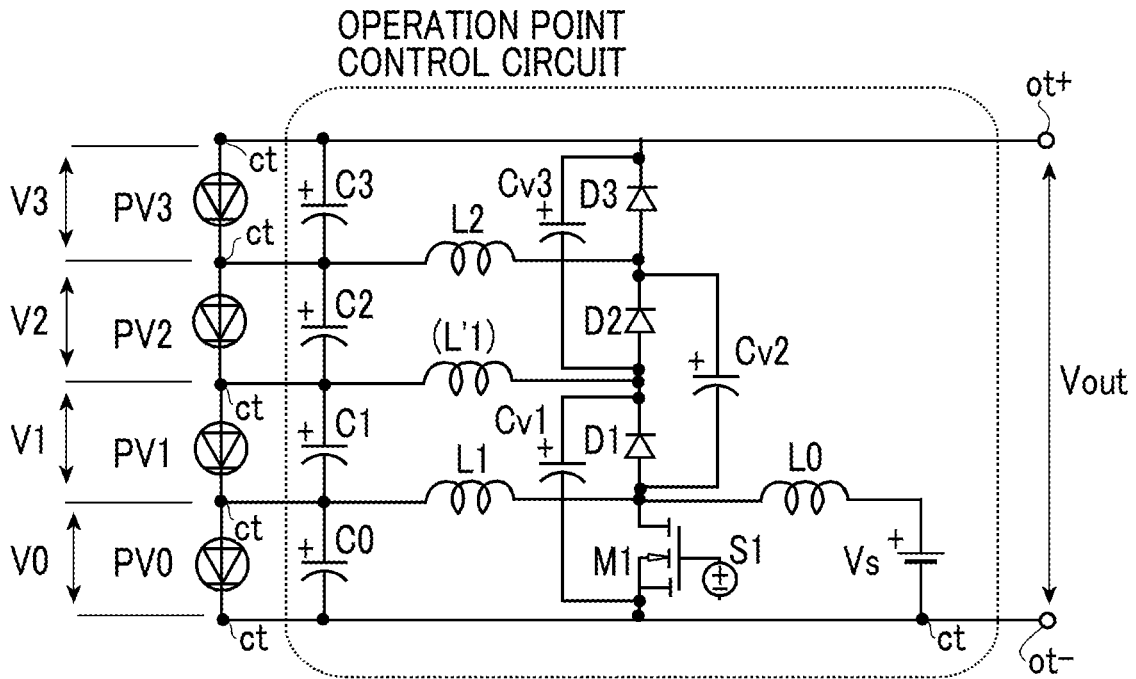 OPERATION POINT
CONTROL CIRCUIT
ot+
ct
V3
PV3
C3
Cv3
D3
ct
L2
V2
PV2
C2
(L'1)
D2
Cv2
Vout
ct
V1
PV1
C1
Cv1
D1
L1
L0
ct
V0
PV0
C0
M1
S1
Vs
ct
ct
ot-